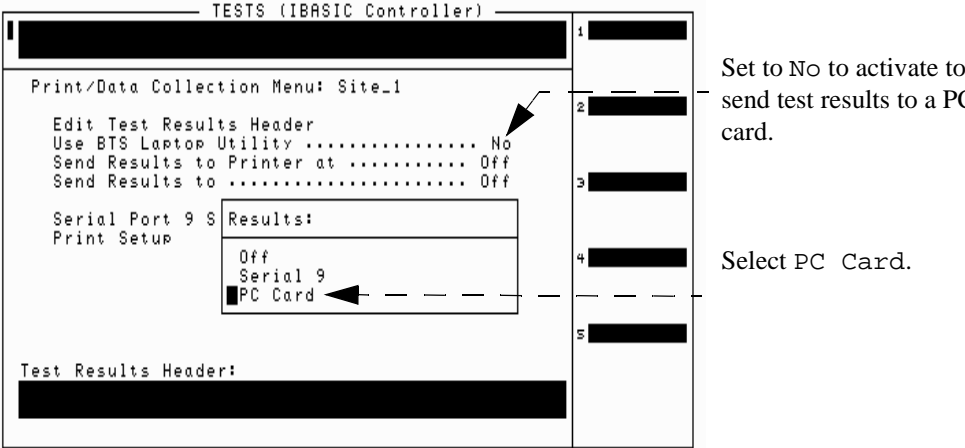 TESTS (IBASIC Controller)
1
Print/Data Collection Menu: Site_1
2
Edit Test Results Header
Use BTS Laptop Utility ................ No
Send Results to Printer at ........... Off
Send Results to ...................... Off
3
Serial Port 9 S
Print Setup
Results:
Off
Serial 9
PC Card
4
5
Test Results Header:
Set to No to activate to
send test results to a PC
card.
Select PC Card.